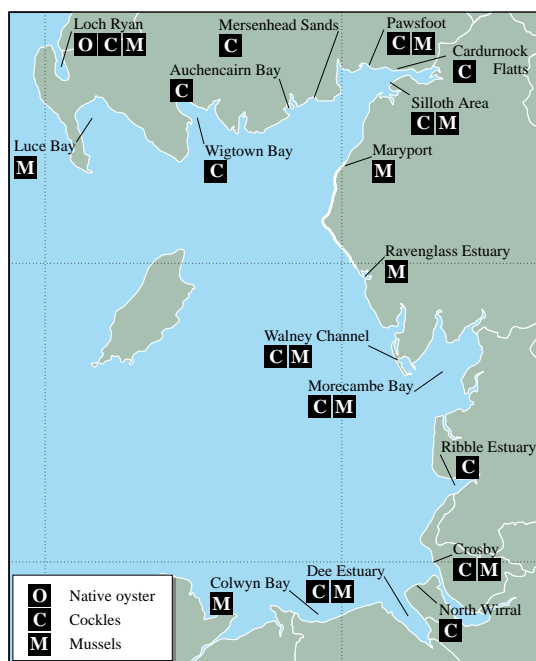 Loch Ryan
O C M
Mersenhead Sands
C
Pawsfoot
C M
Cardurnock
Flatts
C
Auchencairn Bay
C
Silloth Area
C M
Luce Bay
M
Wigtown Bay
C
Maryport
M
Ravenglass Estuary
M
Walney Channel
C M
Morecambe Bay
C M
Ribble Estuary
C
Crosby
C M
Dee Estuary
C M
Colwyn Bay
M
North Wirral
C
O Native oyster
C Cockles
M Mussels